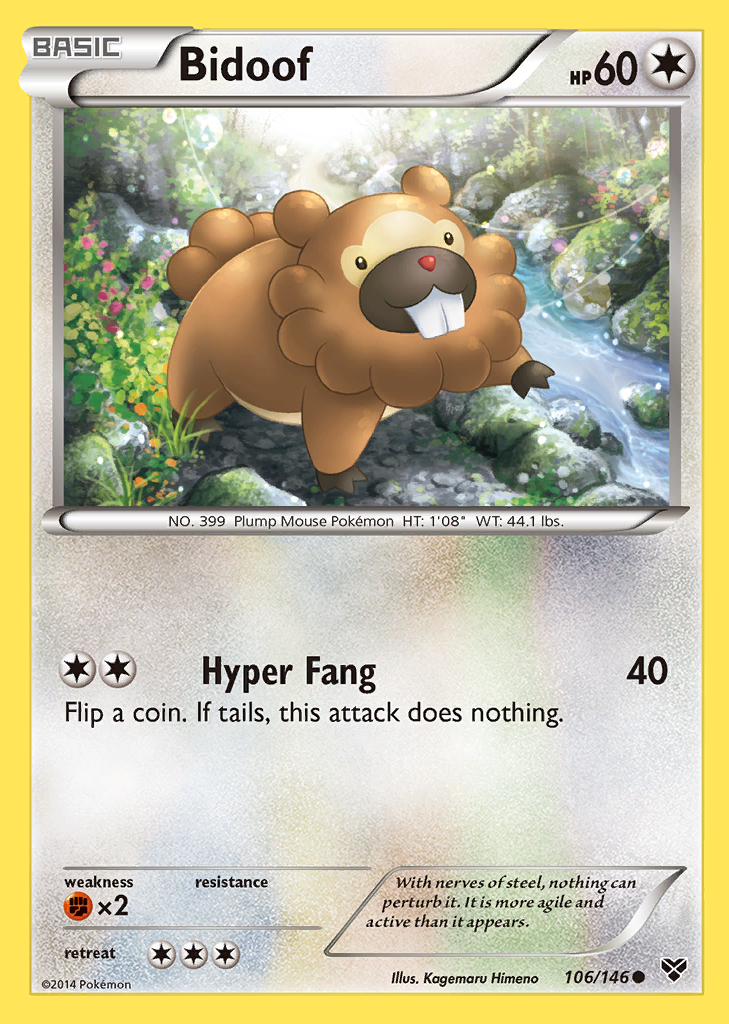 BASIC
Bidoof
HP60
NO. 399 Plump Mouse Pokémon HT: 1'08" WT: 44.1 lbs.
Hyper Fang 40
Flip a coin. If tails, this attack does nothing.
weakness resistance
×2
With nerves of steel, nothing can
perturb it. It is more agile and
active than it appears.
retreat
Illus. Kagemaru Himeno 106/146
©2014 Pokémon